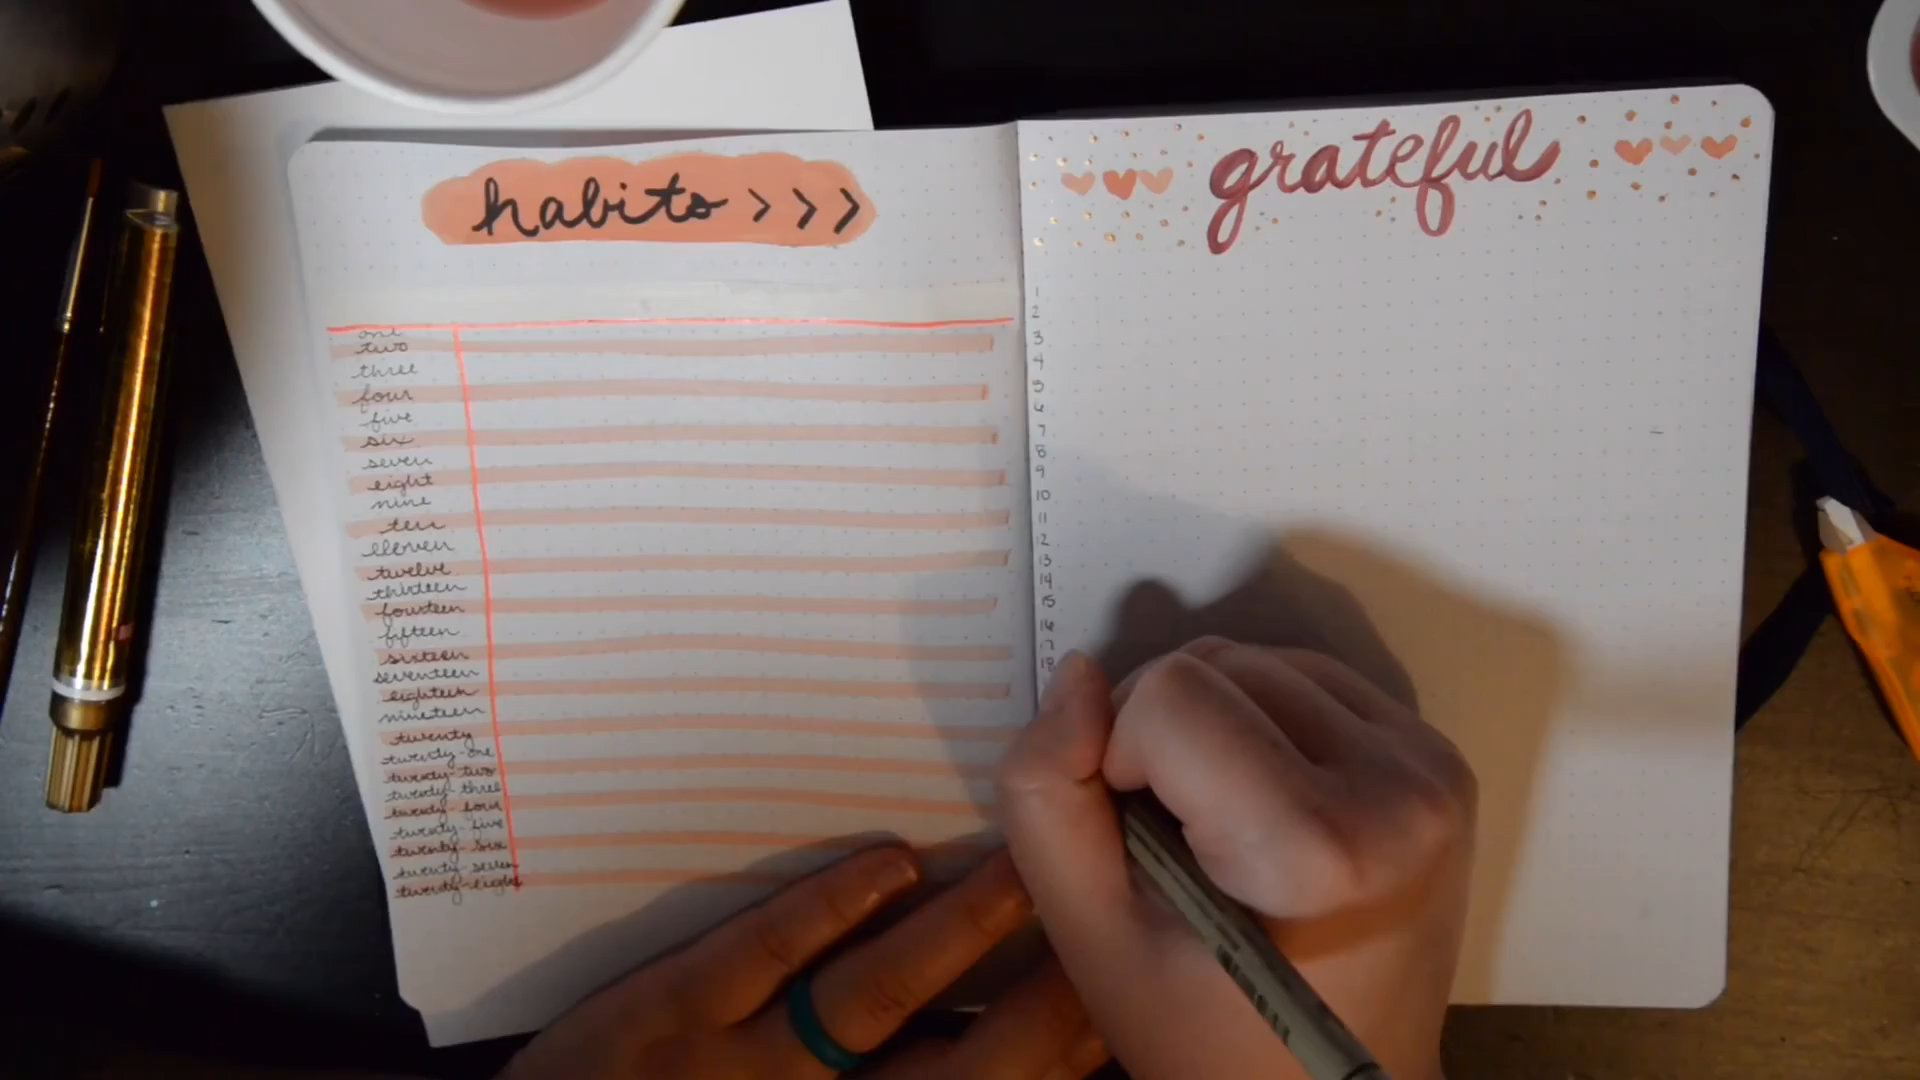 habits >>>
one
two
three
four
five
six
seven
eight
nine
ten
eleven
twelve
thirteen
fourteen
fifteen
sixteen
seventeen
eighteen
nineteen
twenty
twenty-one
twenty-two
twenty-three
twenty-four
twenty-five
twenty-six
twenty-seven
twenty-eight
grateful
1
2
3
4
5
6
7
8
9
10
11
12
13
14
15
16
17
18